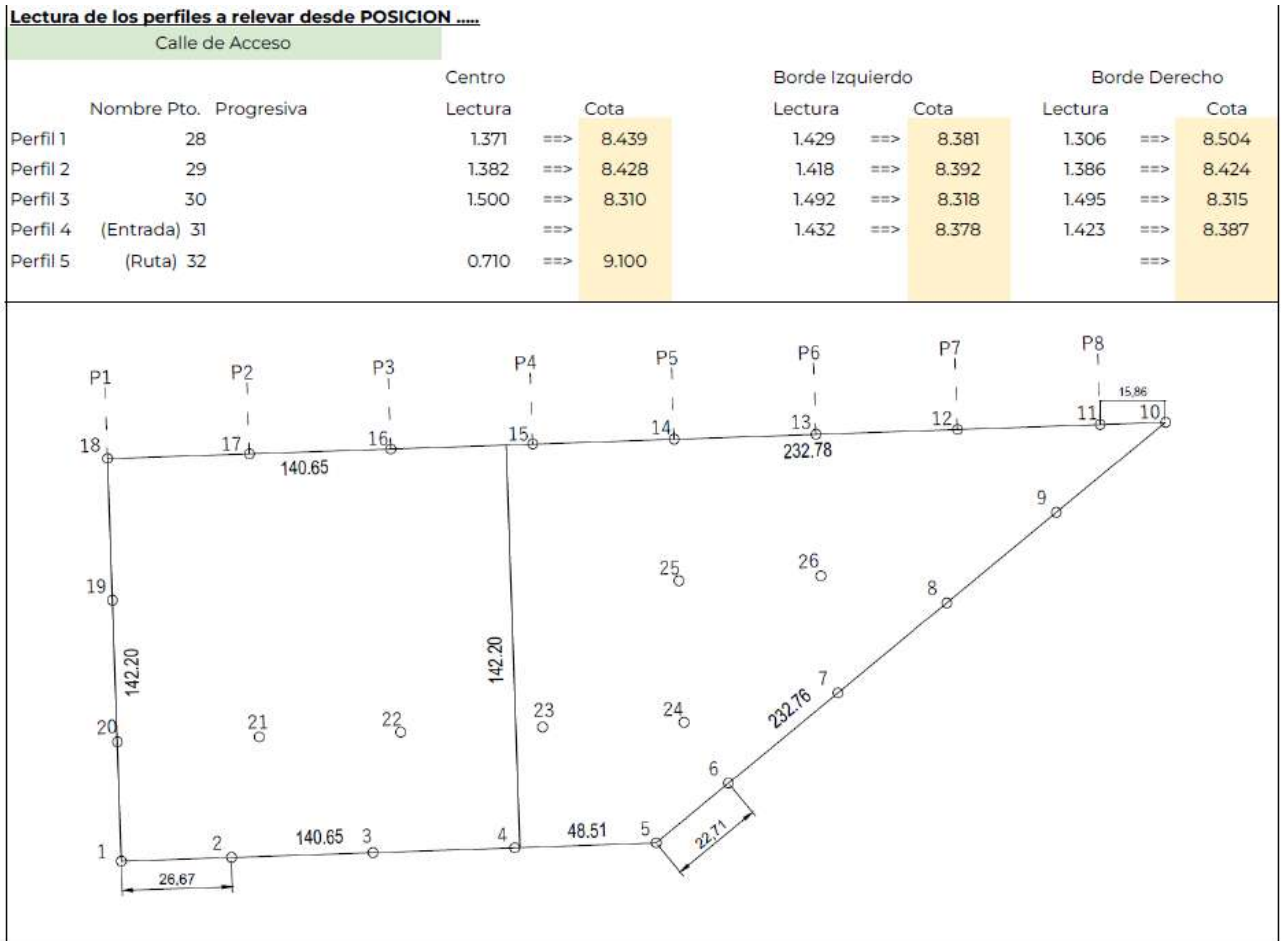 Lectura de los perfiles a relevar desde POSICION .....
Calle de Acceso
Centro Borde Izquierdo Borde Derecho
Nombre Pto. Progresiva Lectura Cota Lectura Cota Lectura Cota
Perfil 1 28 1.371 ==> 8.439 1.429 ==> 8.381 1.306 ==> 8.504
Perfil 2 29 1.382 ==> 8.428 1.418 ==> 8.392 1.386 ==> 8.424
Perfil 3 30 1.500 ==> 8.310 1.492 ==> 8.318 1.495 ==> 8.315
Perfil 4 (Entrada) 31 ==> 1.432 ==> 8.378 1.423 ==> 8.387
Perfil 5 (Ruta) 32 0.710 ==> 9.100 ==>
P1 P2 P3 P4 P5 P6 P7 P8
15,86
18 17 16 15 14 13 12 11 10
140.65 232.78
9
25 26
19 8
142.20 142.20
7
232.76
20 21 22 23 24
6
22,71
1 2 140.65 3 4 48.51 5
26,67